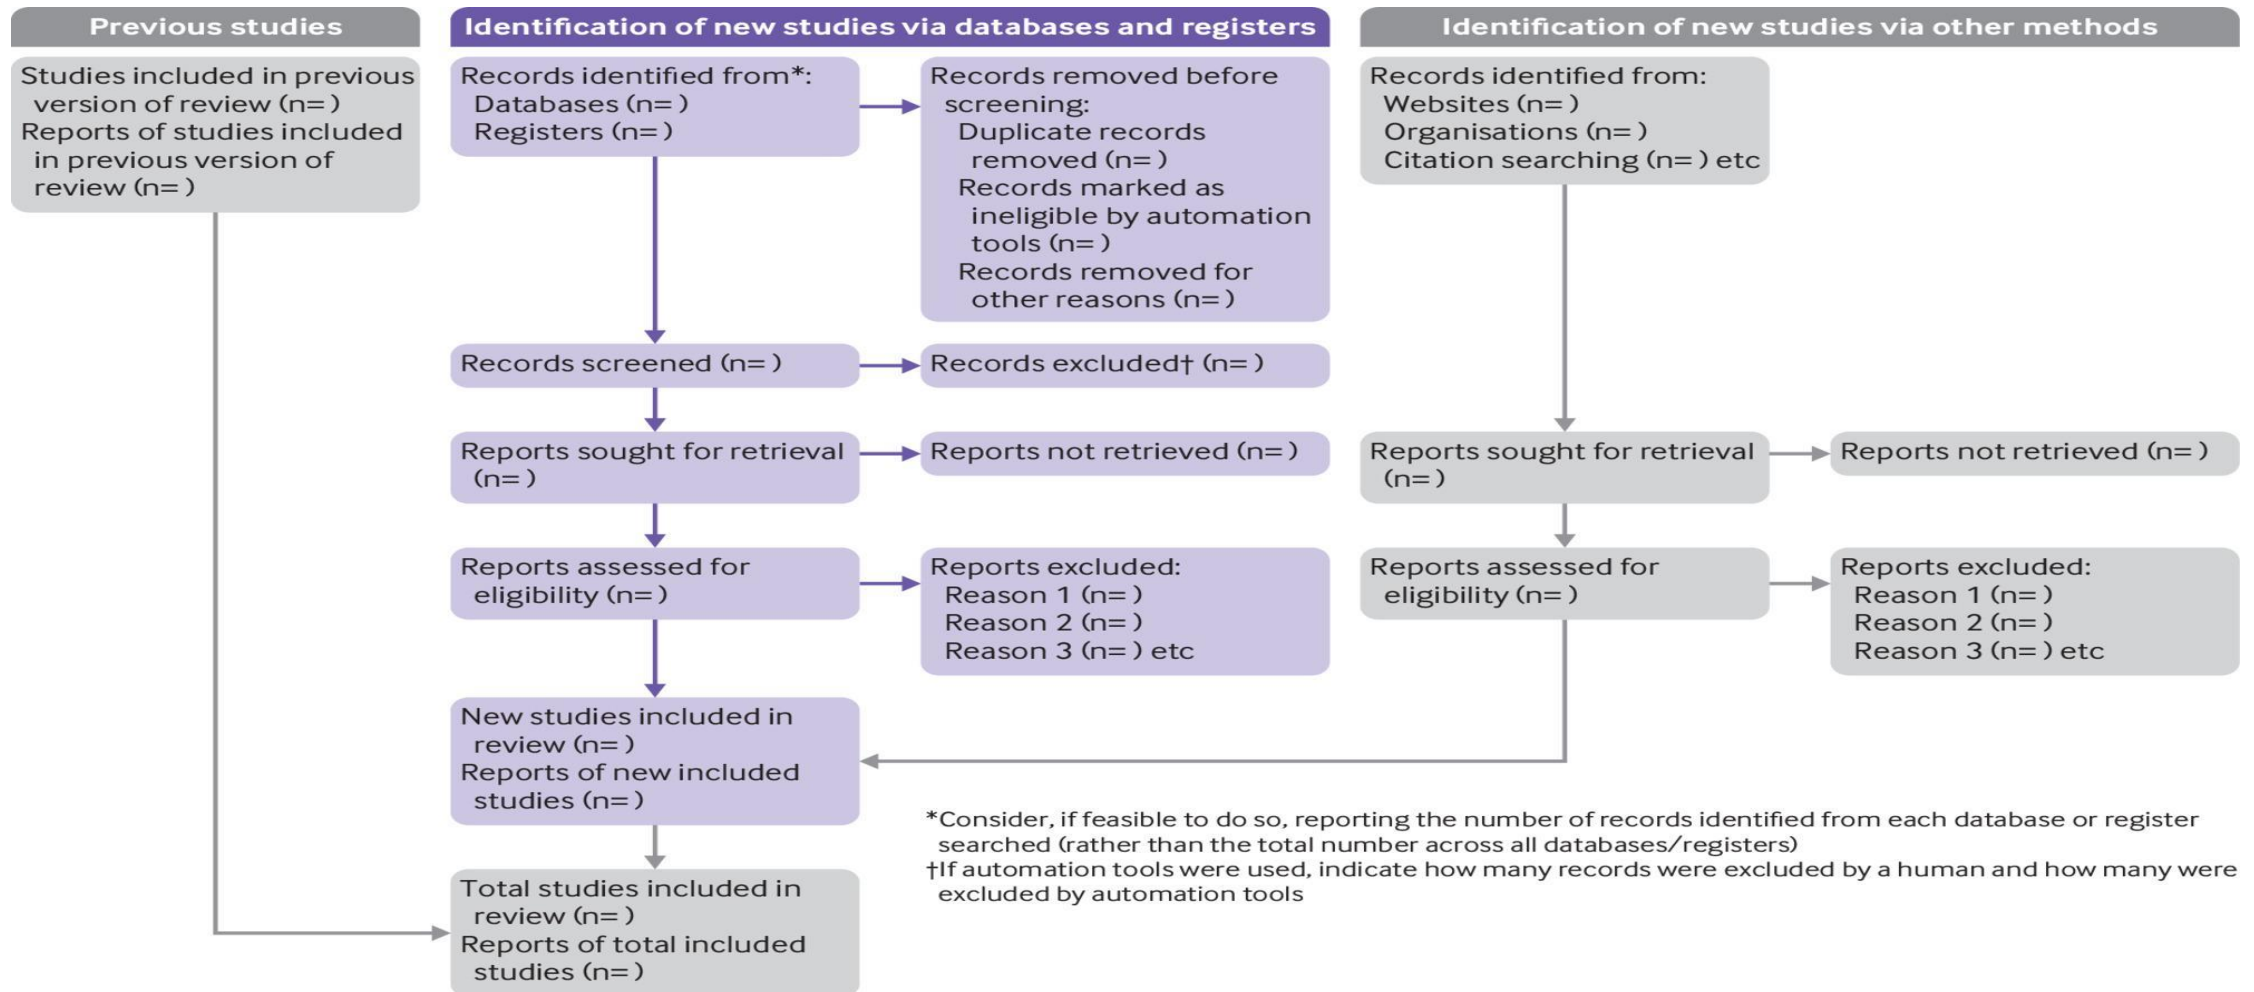 Previous studies
Studies included in previous
version of review (n= )
Reports of studies included
in previous version of
review (n= )
Identification of new studies via databases and registers
Records identified from*:
Databases (n= )
Registers (n= )
Records removed before
screening:
Duplicate records
removed (n= )
Records marked as
ineligible by automation
tools (n= )
Records removed for
other reasons (n= )
Records screened (n= )
Records excluded† (n= )
Reports sought for retrieval
(n= )
Reports not retrieved (n= )
Reports assessed for
eligibility (n= )
Reports excluded:
Reason 1 (n= )
Reason 2 (n= )
Reason 3 (n= ) etc
New studies included in
review (n= )
Reports of new included
studies (n= )
Total studies included in
review (n= )
Reports of total included
studies (n= )
Identification of new studies via other methods
Records identified from:
Websites (n= )
Organisations (n= )
Citation searching (n= ) etc
Reports sought for retrieval
(n= )
Reports not retrieved (n= )
Reports assessed for
eligibility (n= )
Reports excluded:
Reason 1 (n= )
Reason 2 (n= )
Reason 3 (n= ) etc
*Consider, if feasible to do so, reporting the number of records identified from each database or register
searched (rather than the total number across all databases/registers)
†If automation tools were used, indicate how many records were excluded by a human and how many were
excluded by automation tools